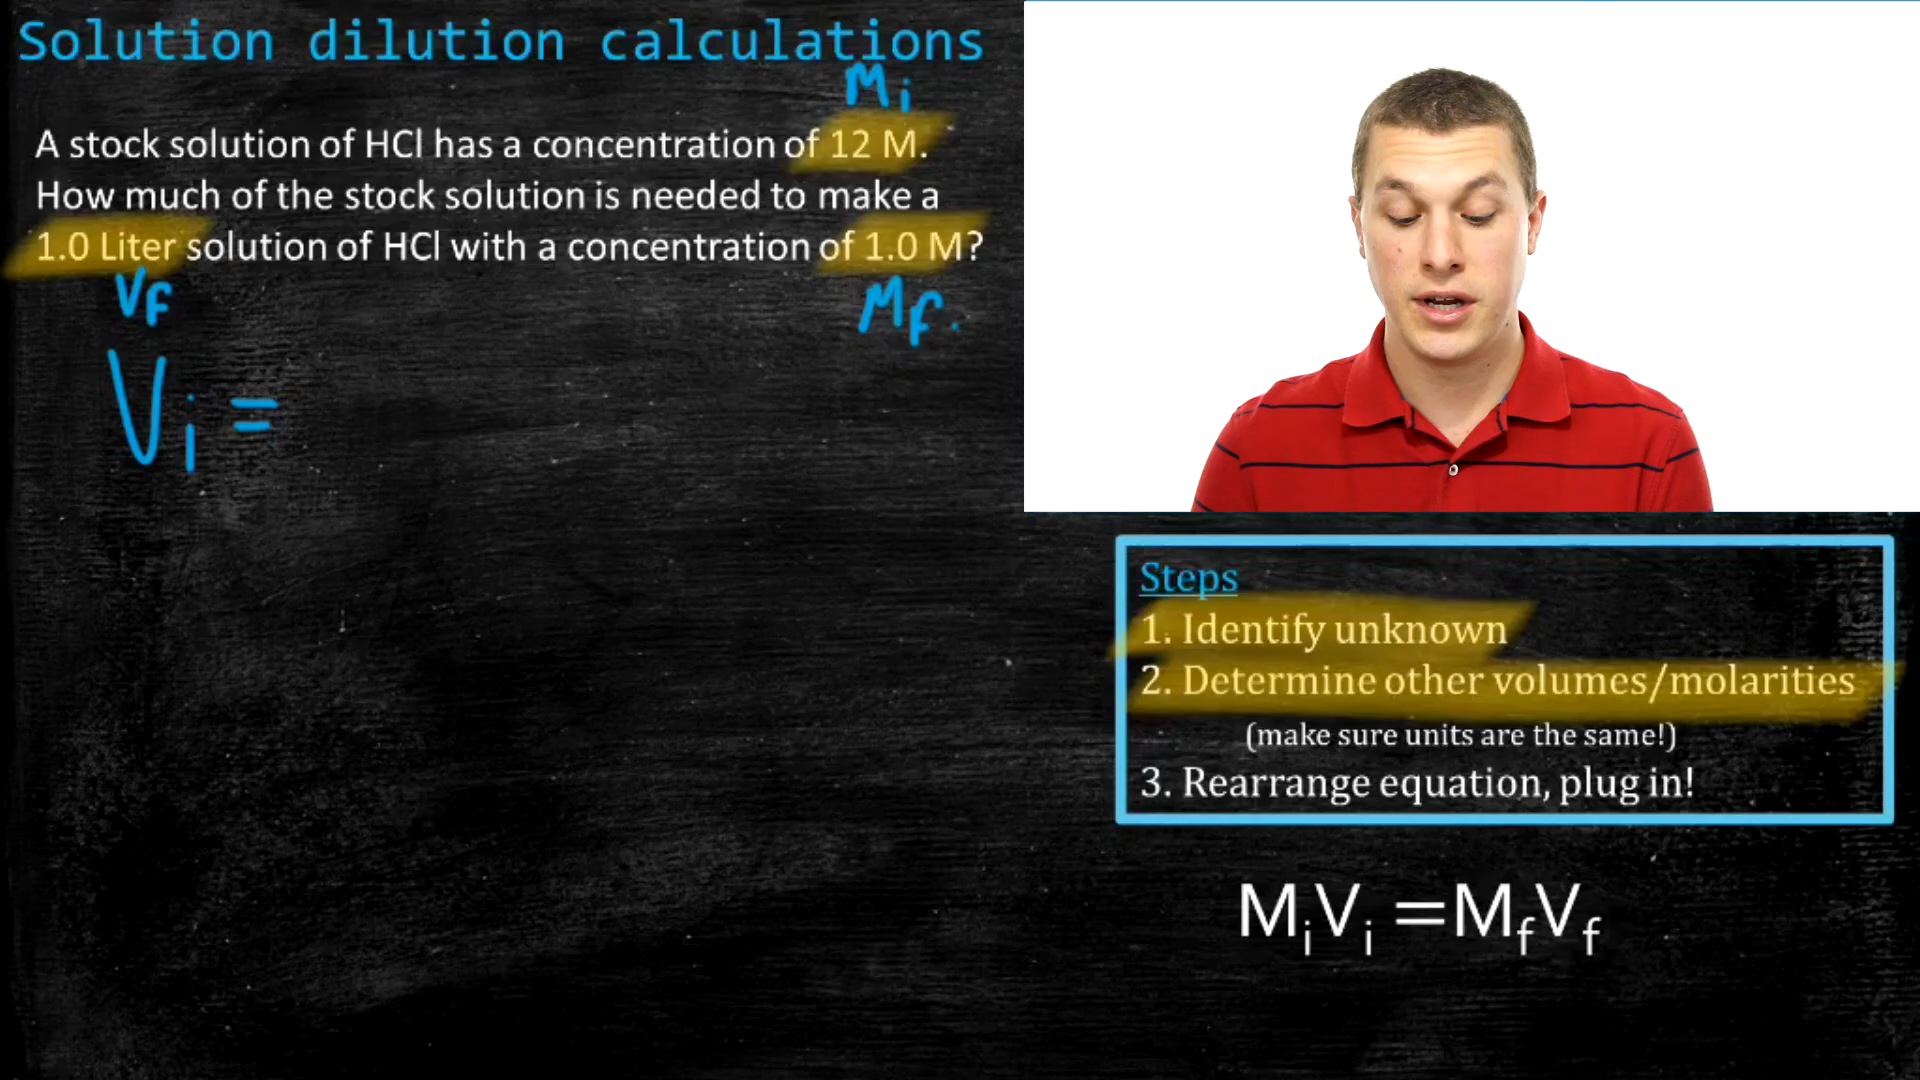 Solution dilution calculations
Mi
A stock solution of HCl has a concentration of 12 M.
How much of the stock solution is needed to make a
1.0 Liter solution of HCl with a concentration of 1.0 M?
Vf
Mf.
Vi =
Steps
1. Identify unknown
2. Determine other volumes/molarities
(make sure units are the same!)
3. Rearrange equation, plug in!
MiVi =MfVf